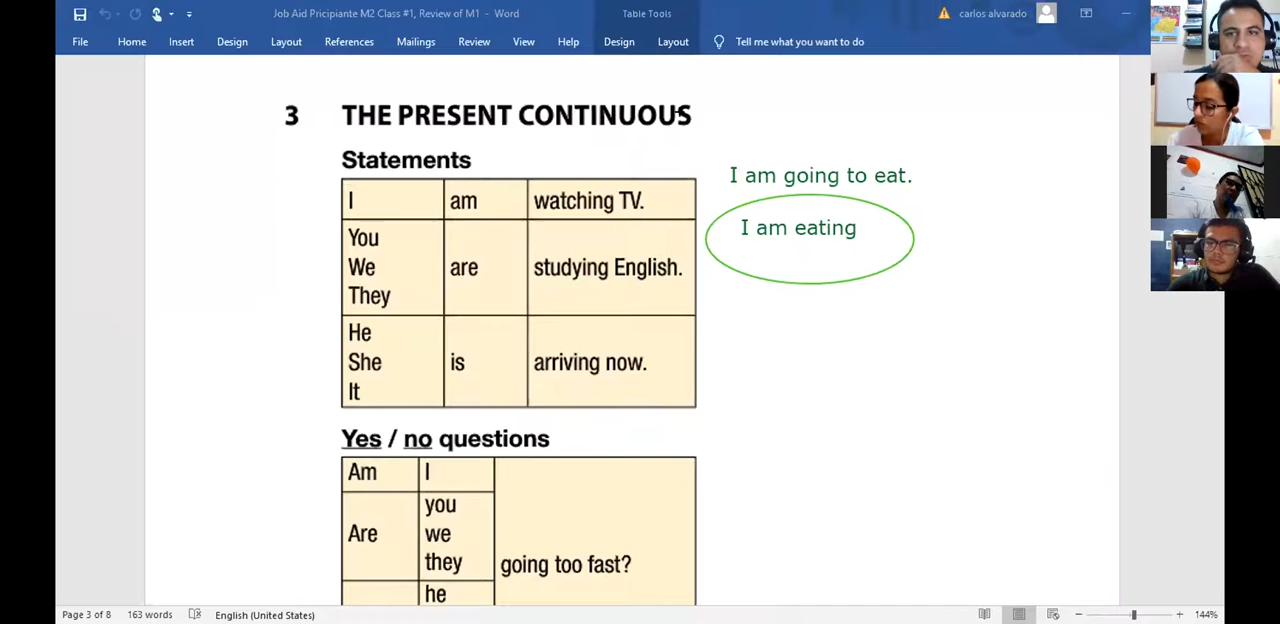 Job Aid Pricipiante M2 Class #1, Review of M1 - Word
Table Tools
carlos alvarado
File Home Insert Design Layout References Mailings Review View Help Design Layout Tell me what you want to do
3 THE PRESENT CONTINUOUS
Statements
I am watching TV.
You
We are studying English.
They
He
She is arriving now.
It
I am going to eat.
I am eating
Yes / no questions
Am I
you
Are we
they
going too fast?
he
Page 3 of 8 163 words English (United States) 144%